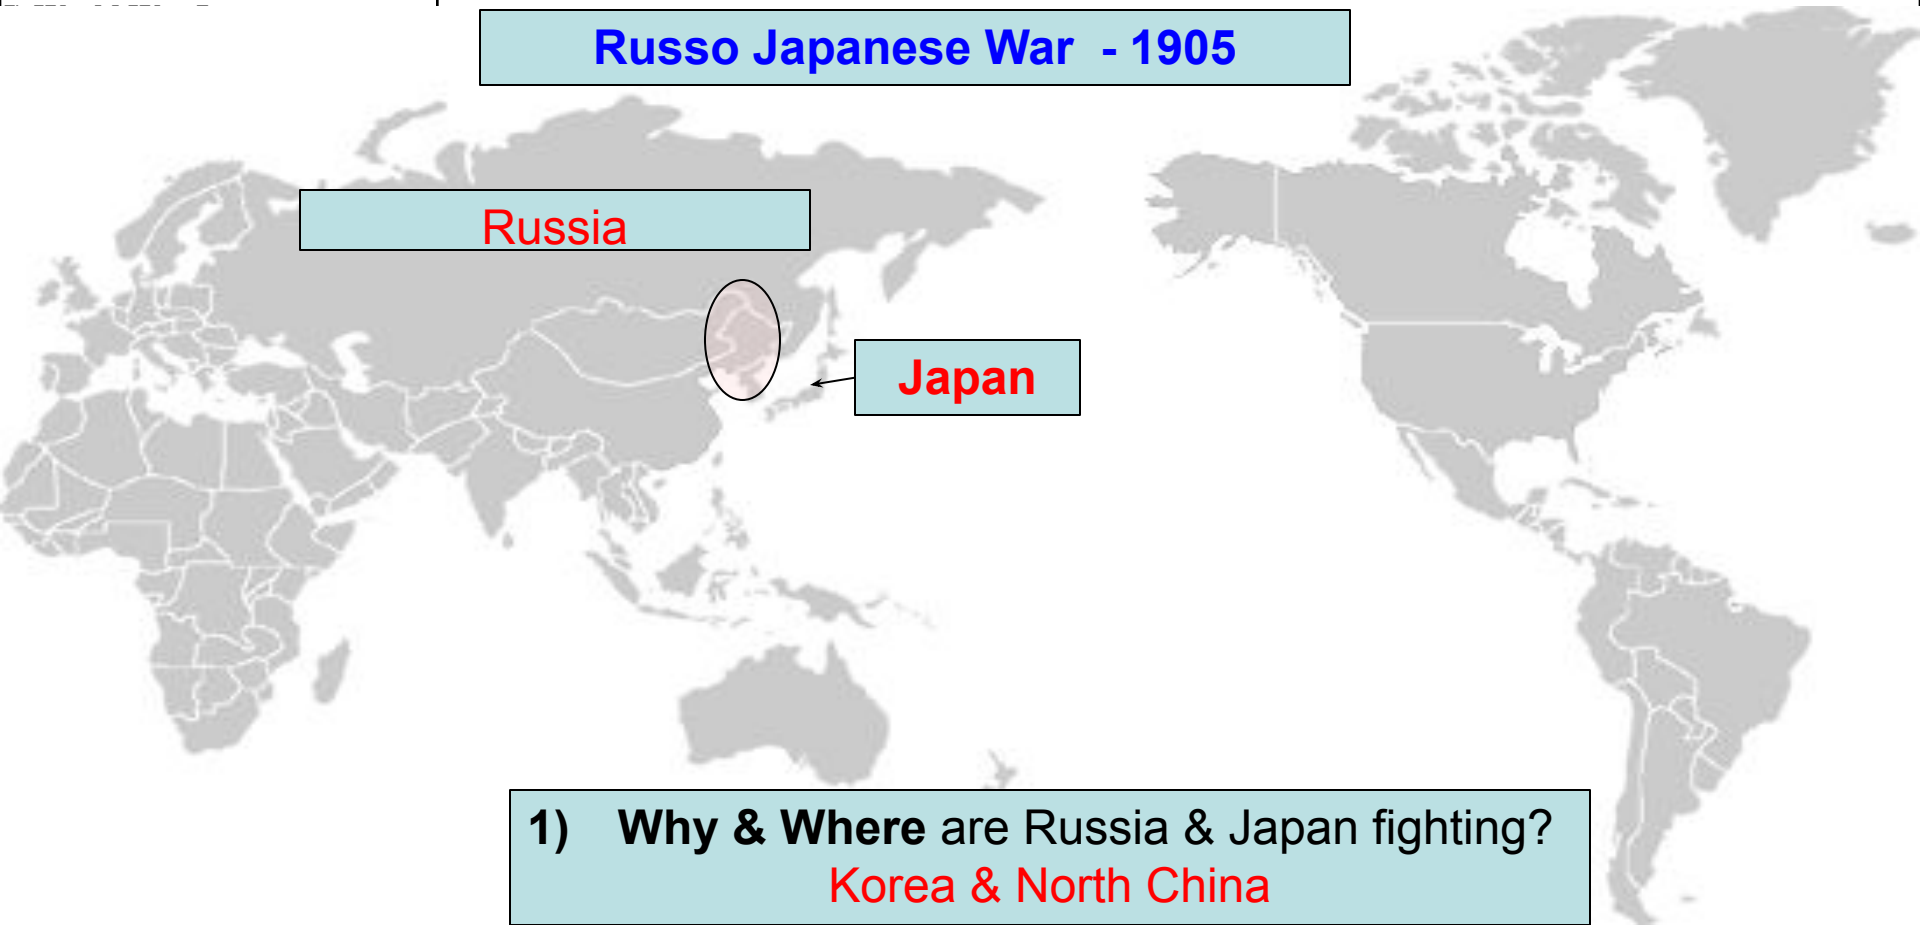 Russo Japanese War - 1905
Russia
Japan
1) Why & Where are Russia & Japan fighting?
Korea & North China